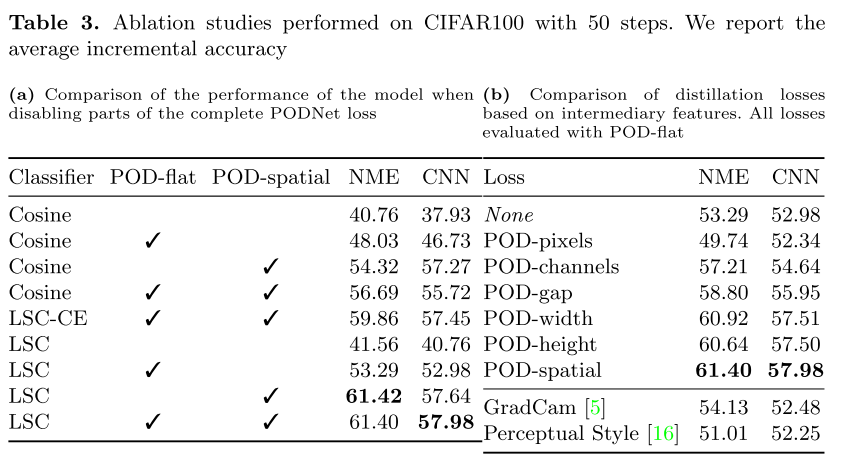 Table 3. Ablation studies performed on CIFAR100 with 50 steps. We report the
average incremental accuracy
(a) Comparison of the performance of the model when
disabling parts of the complete PODNet loss
Classifier POD-flat POD-spatial NME CNN
Cosine 40.76 37.93
Cosine ✓ 48.03 46.73
Cosine ✓ 54.32 57.27
Cosine ✓ ✓ 56.69 55.72
LSC-CE ✓ ✓ 59.86 57.45
LSC 41.56 40.76
LSC ✓ 53.29 52.98
LSC ✓ 61.42 57.64
LSC ✓ ✓ 61.40 57.98
(b) Comparison of distillation losses
based on intermediary features. All losses
evaluated with POD-flat
Loss NME CNN
None 53.29 52.98
POD-pixels 49.74 52.34
POD-channels 57.21 54.64
POD-gap 58.80 55.95
POD-width 60.92 57.51
POD-height 60.64 57.50
POD-spatial 61.40 57.98
GradCam [5] 54.13 52.48
Perceptual Style [16] 51.01 52.25